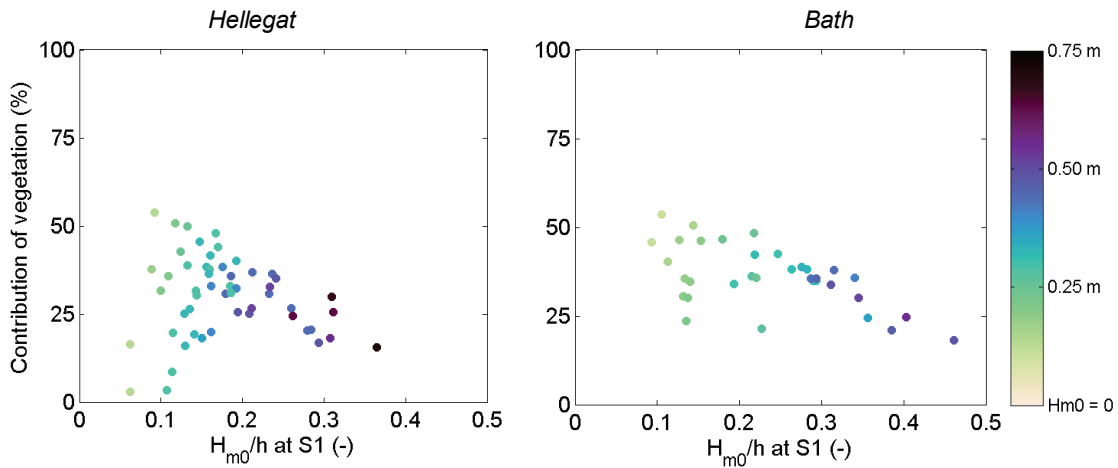 Hellegat
Bath
Contribution of vegetation (%)
100
75
50
25
0
0
0.1
0.2
0.3
0.4
0.5
H_m0/h at S1 (-)
100
75
50
25
0
0
0.1
0.2
0.3
0.4
0.5
H_m0/h at S1 (-)
0.75 m
0.50 m
0.25 m
Hm0 = 0